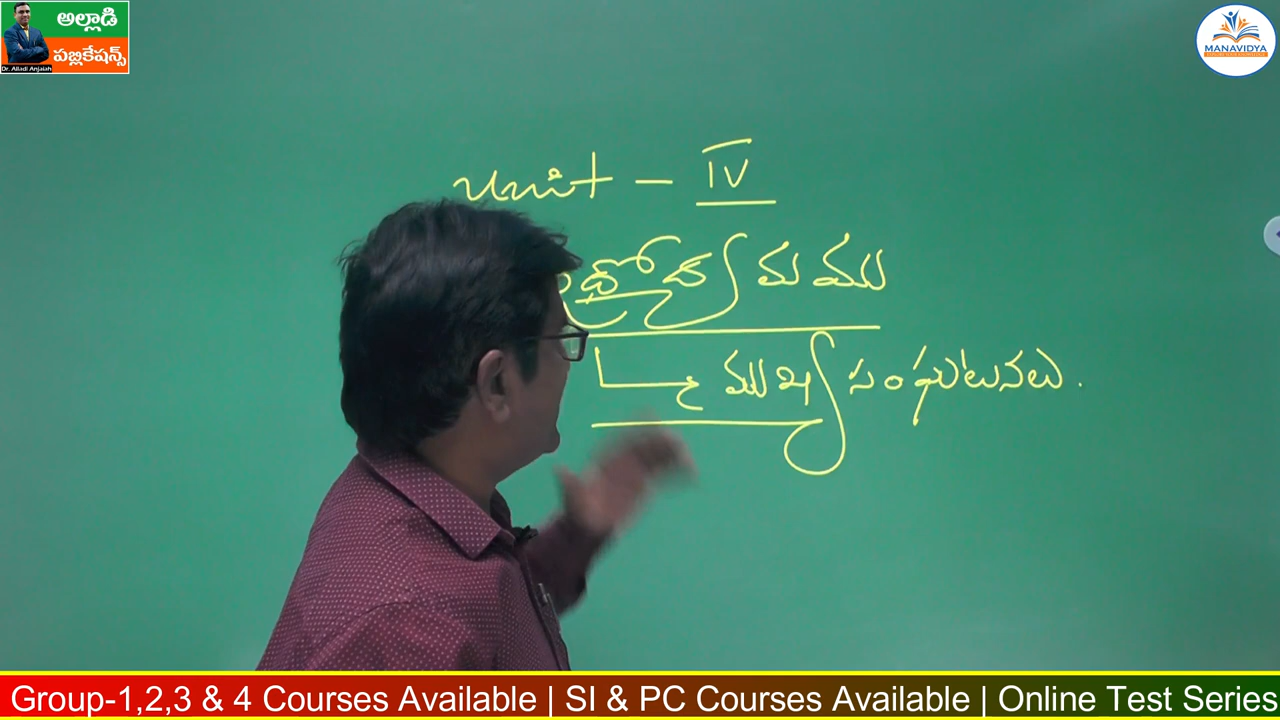 అల్లాడి
పబ్లికేషన్స్
Dr. Alladi Anjaiah
MANAVIDYA
Unit - IV
ముఖ్య సంఘటనలు.
Group-1,2,3 & 4 Courses Available | SI & PC Courses Available | Online Test Series